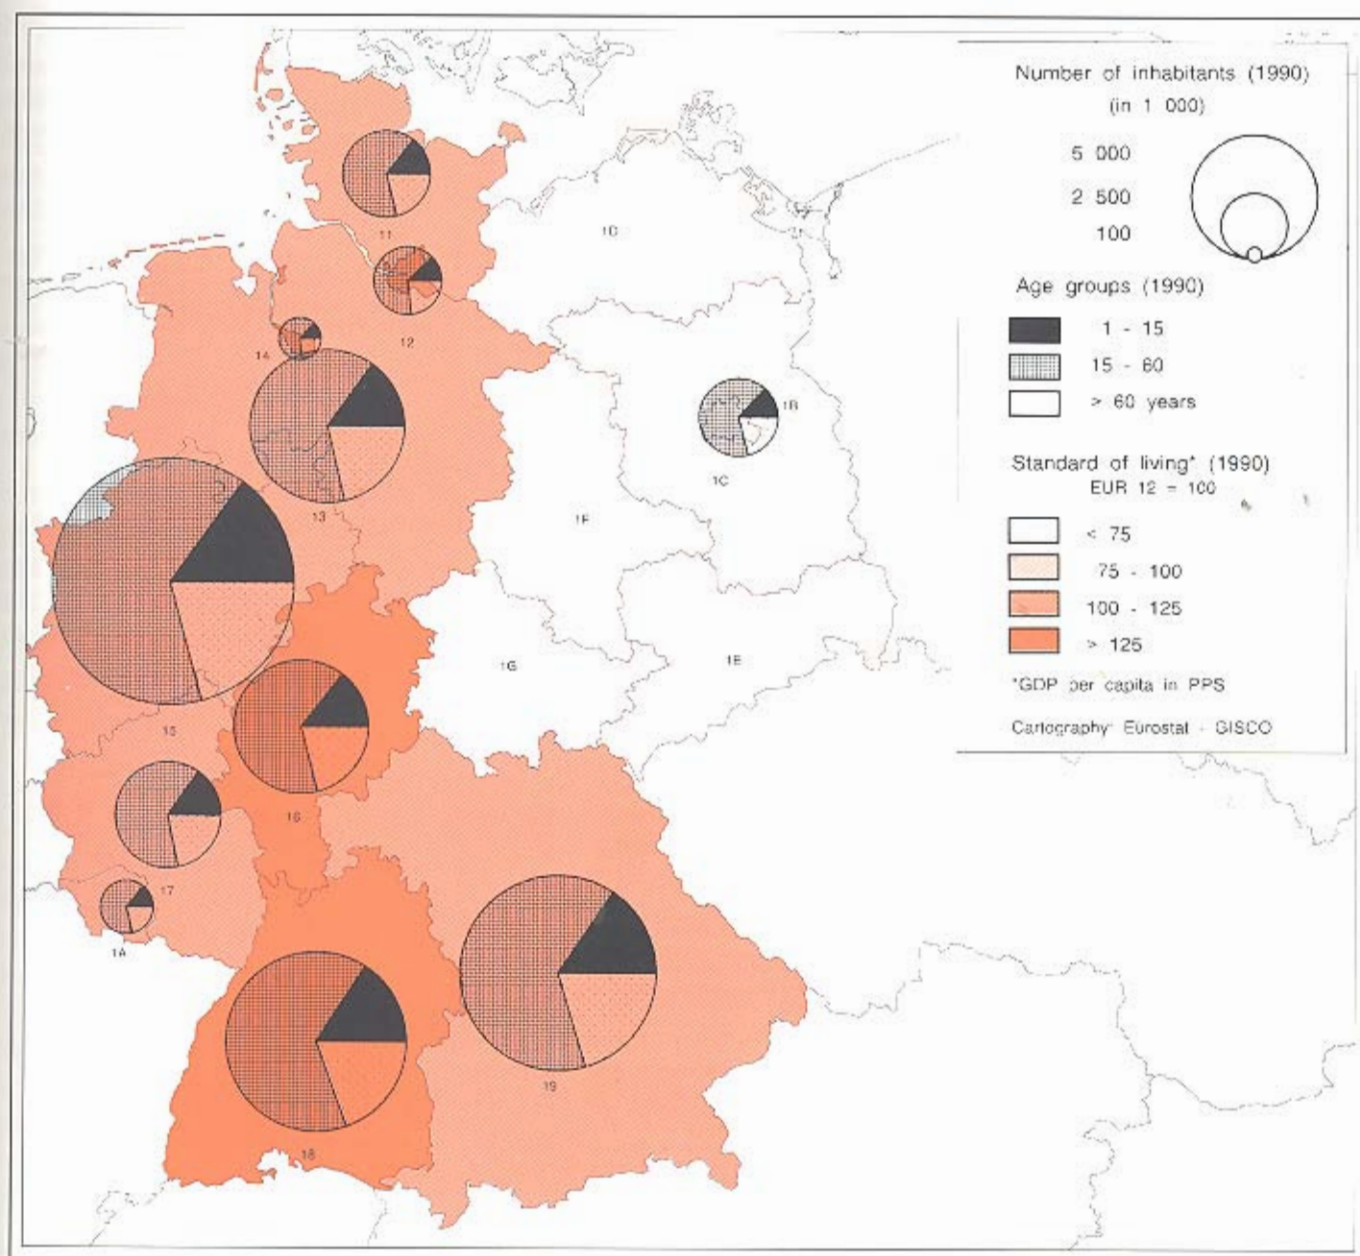 Number of inhabitants (1990)
(in 1 000)
5 000
2 500
100
Age groups (1990)
1 - 15
15 - 60
> 60 years
Standard of living* (1990)
EUR 12 = 100
< 75
75 - 100
100 - 125
> 125
*GDP per capita in PPS
Cartography: Eurostat - GISCO
11
1D
12
14
1B
1C
13
1F
1G
1E
15
16
17
1A
19
18